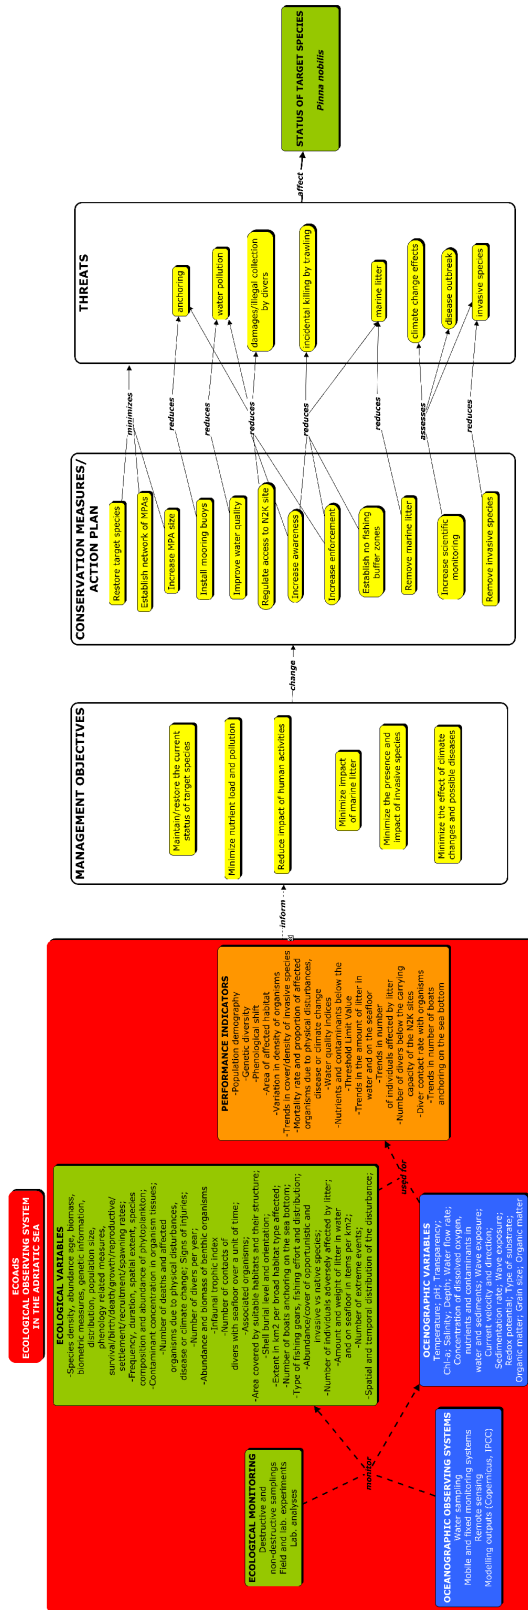 ECOAdS
ECOLOGICAL OBSERVING SYSTEM
IN THE ADRIATIC SEA
ECOLOGICAL MONITORING
Destructive and
non-destructive samplings
Field and lab. experiments
Lab. analyses
OCEANOGRAPHIC OBSERVING SYSTEMS
Water sampling
Mobile and fixed monitoring systems
Remote sensing
Modelling outputs (Copernicus, IPCC)
monitor
ECOLOGICAL VARIABLES
-Species density, abundance, age, biomass,
biometric measures, genetic information,
distribution, population size,
phenology related measures,
survival/birth/death/growth/reproductive/
settlement/recruitment/spawning rates;
-Frequency, duration, spatial extent, species
composition and abundance of phytoplankton;
-Contaminant concentration in organism tissues;
-Number of deaths and affected
organisms due to physical disturbances,
disease or climate change; Signs of injuries;
-Number of divers per year;
-Abundance and biomass of benthic organisms
-Infaunal trophic index
-Number of contacts of
divers with seafloor over a unit of time;
-Associated organisms;
-Area covered by suitable habitats and their structure;
-Shell burial level and orientation;
-Extent in km2 per broad habitat type affected;
-Number of boats anchoring on the sea bottom;
-Type of fishing gears, fishing effort and distribution;
-Abundance/cover of opportunistic and
invasive vs native species;
-Number of individuals adversely affected by litter;
-Amount and weigh in water
and on seafloor in items per km2;
-Number of extreme events;
-Spatial and temporal distribution of the disturbance;
OCENOGRAPHIC VARIABLES
Temperature; pH; Transparency;
Chl-a; Salinity; Depth; Water flow rate;
Concentration of dissolved oxygen,
nutrients and contaminants in
water and sediments; Wave exposure;
Current velocity and direction;
Sedimentation rate; Wave exposure;
Redox potential; Type of substrate;
Organic matter; Grain size; Organic matter
used for
PERFORMANCE INDICATORS
-Population demography
-Genetic diversity
-Phenological shift
-Area of affected habitat
-Variation in density of organisms
-Trends in cover/density of invasive species
-Mortality rate and proportion of affected
organisms due to physical disturbances,
disease or climate change
-Water quality indices
-Nutrients and contaminants below the
-Threshold Limit Value
-Trends in the amount of litter in
water and on the seafloor
-Trends in number
of individuals affected by litter
-Number of divers below the carrying
capacity of the N2K sites
-Diver contact rate with organisms
-Trends in number of boats
anchoring on the sea bottom
inform
MANAGEMENT OBJECTIVES
Maintain/restore the current
status of target species
Minimize nutrient load and pollution
Reduce impact of human activities
Minimize impact
of marine litter
Minimize the presence and
impact of invasive species
Minimize the effect of climate
changes and possible diseases
change
CONSERVATION MEASURES/
ACTION PLAN
Restore target species
Establish network of MPAs
Increase MPA size
Install mooring buoys
Improve water quality
Regulate access to N2K site
Increase awareness
Increase enforcement
Establish no fishing
buffer zones
Remove marine litter
Increase scientific
monitoring
Remove invasive species
minimizes
reduces
reduces
reduces
reduces
reduces
assesses
reduces
THREATS
anchoring
water pollution
damages/illegal collection
by divers
incidental killing by trawling
marine litter
climate change effects
disease outbreak
invasive species
affect
STATUS OF TARGET SPECIES
Pinna nobilis